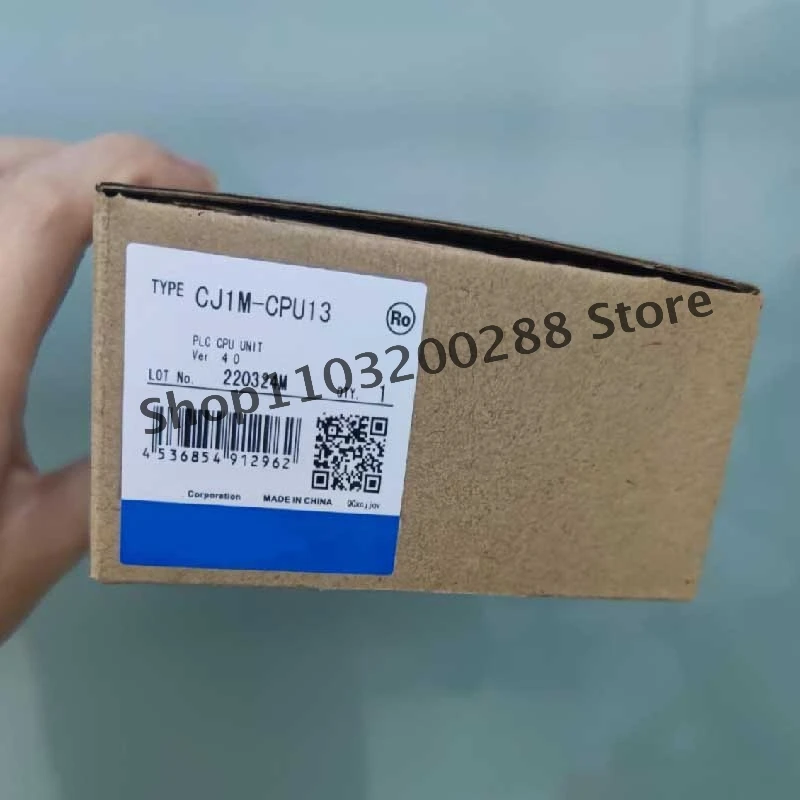 TYPE CJ1M-CPU13
Ro
PLC CPU UNIT
Ver 4.0
LOT No. 220324M QTY. 1
4 536854 912962
Corporation MADE IN CHINA
Shop1103200288 Store